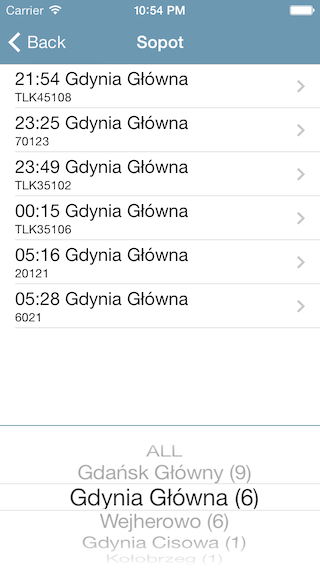 Carrier 10:54 PM
Back Sopot
21:54 Gdynia Główna
TLK45108
23:25 Gdynia Główna
70123
23:49 Gdynia Główna
TLK35102
00:15 Gdynia Główna
TLK35106
05:16 Gdynia Główna
20121
05:28 Gdynia Główna
6021
ALL
Gdańsk Główny (9)
Gdynia Główna (6)
Wejherowo (6)
Gdynia Cisowa (1)
Kołobrzeg (1)